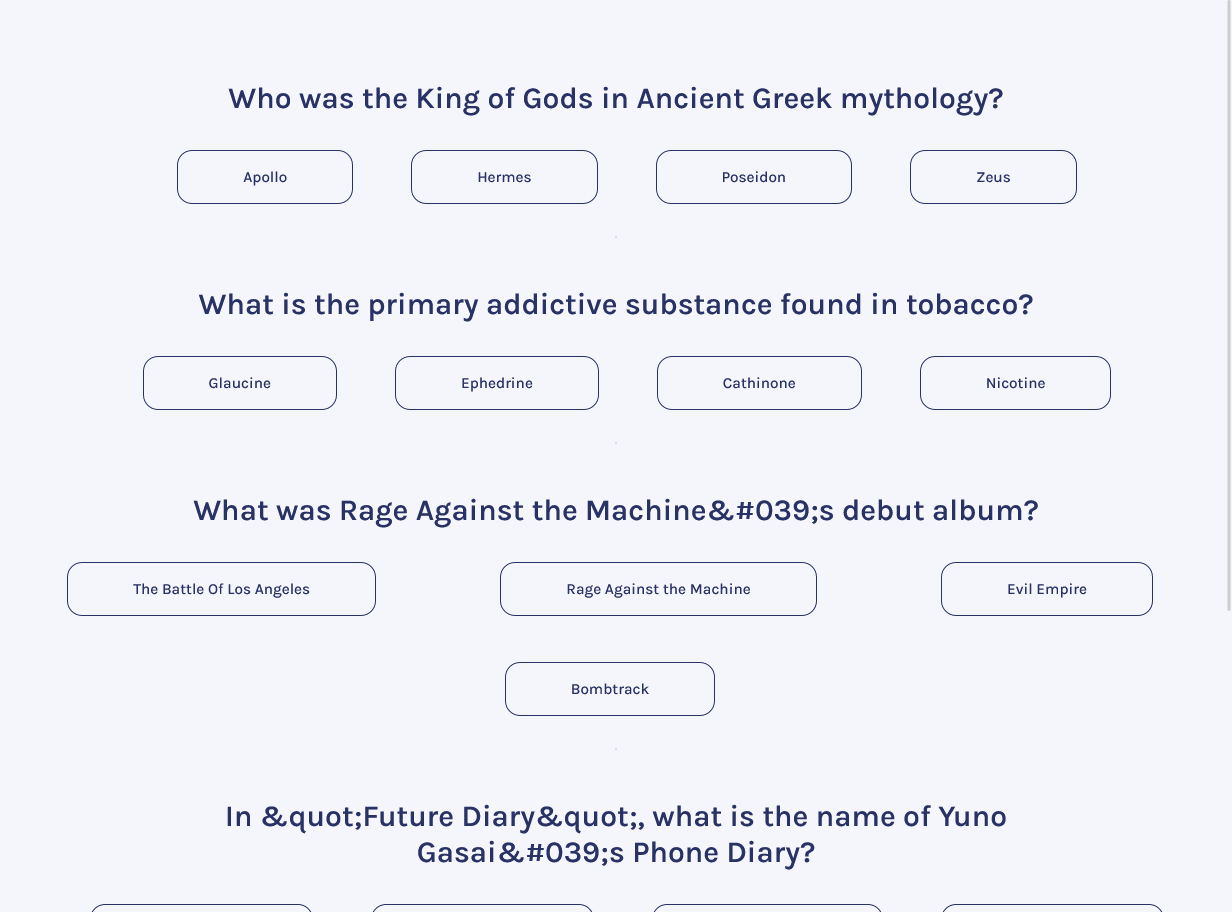 Who was the King of Gods in Ancient Greek mythology?
Apollo Hermes Poseidon Zeus
What is the primary addictive substance found in tobacco?
Glaucine Ephedrine Cathinone Nicotine
What was Rage Against the Machine&#039;s debut album?
The Battle Of Los Angeles Rage Against the Machine Evil Empire
Bombtrack
In &quot;Future Diary&quot;, what is the name of Yuno
Gasai&#039;s Phone Diary?